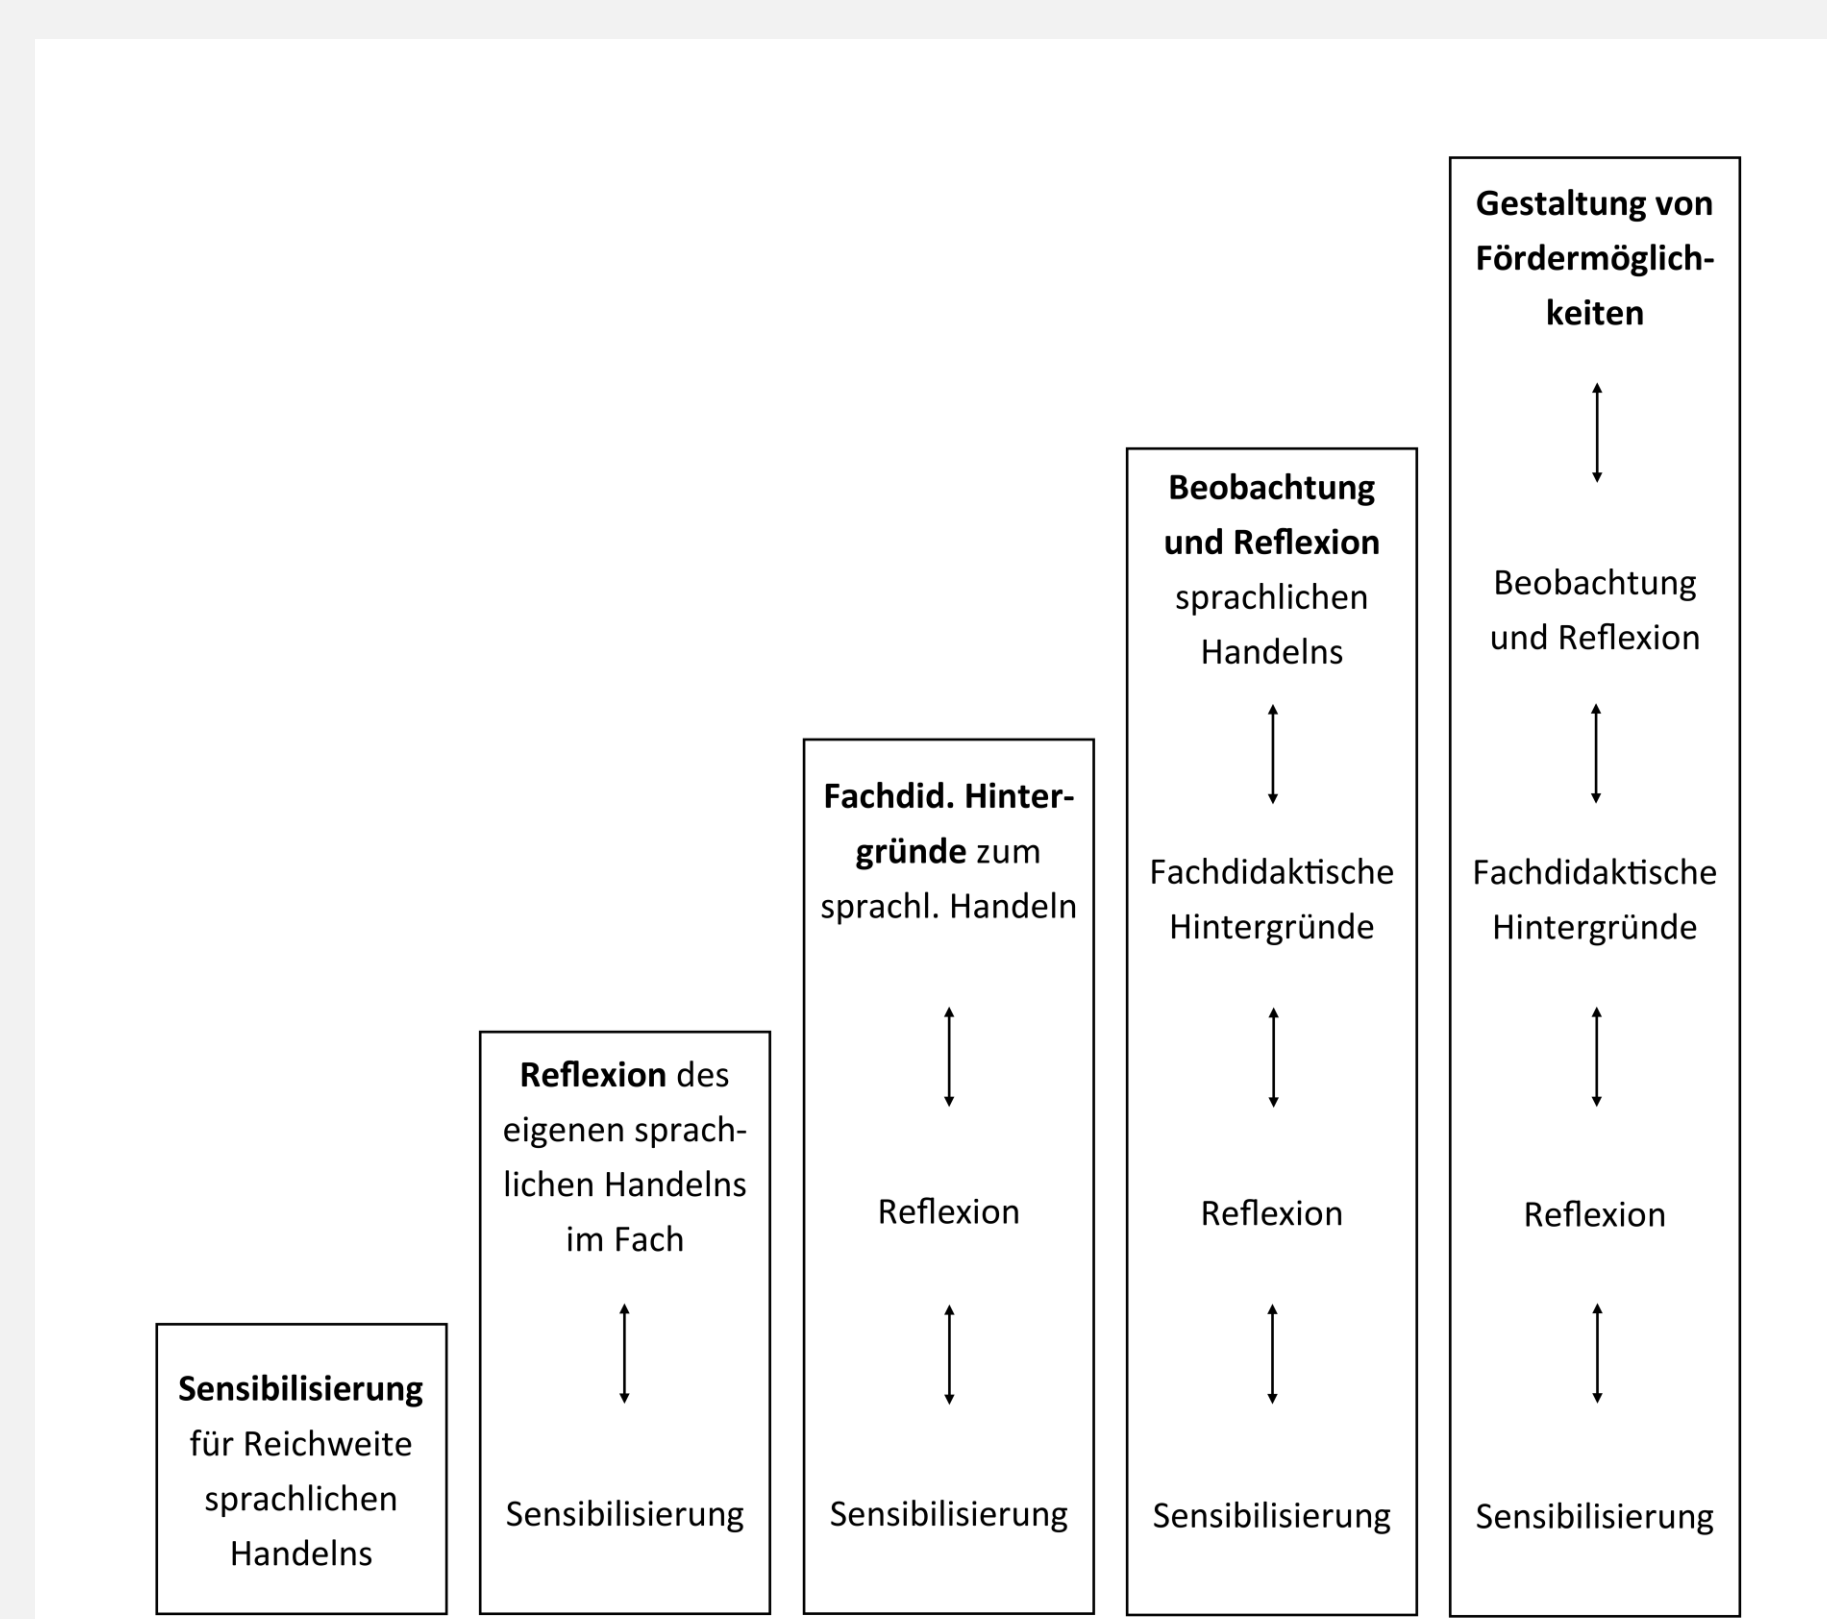 Sensibilisierung
für Reichweite
sprachlichen
Handelns
Reflexion des
eigenen sprach-
lichen Handelns
im Fach
Sensibilisierung
Fachdid. Hinter-
gründe zum
sprachl. Handeln
Reflexion
Sensibilisierung
Beobachtung
und Reflexion
sprachlichen
Handelns
Fachdidaktische
Hintergründe
Reflexion
Sensibilisierung
Gestaltung von
Fördermöglich-
keiten
Beobachtung
und Reflexion
Fachdidaktische
Hintergründe
Reflexion
Sensibilisierung